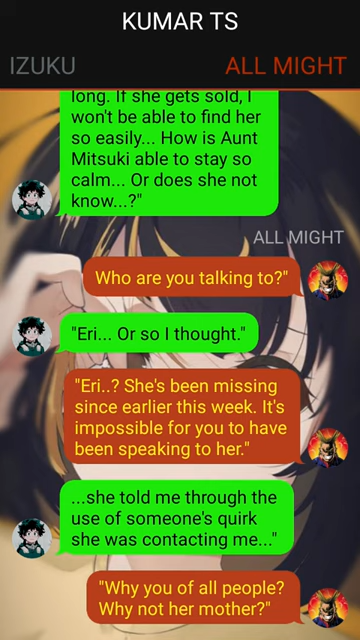 KUMAR TS
IZUKU
ALL MIGHT
long. If she gets sold, I
won't be able to find her
so easily... How is Aunt
Mitsuki able to stay so
calm... Or does she not
know...?"
ALL MIGHT
Who are you talking to?"
"Eri... Or so I thought."
"Eri..? She's been missing
since earlier this week. It's
impossible for you to have
been speaking to her."
...she told me through the
use of someone's quirk
she was contacting me..."
"Why you of all people?
Why not her mother?"